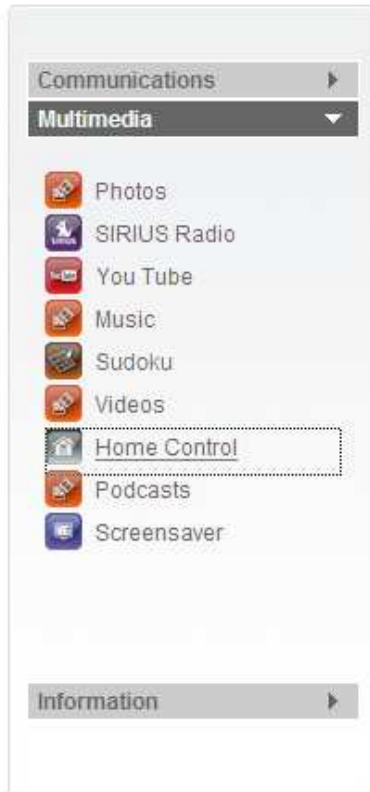 Communications
Multimedia
Photos
SIRIUS Radio
You Tube
Music
Sudoku
Videos
Home Control
Podcasts
Screensaver
Information